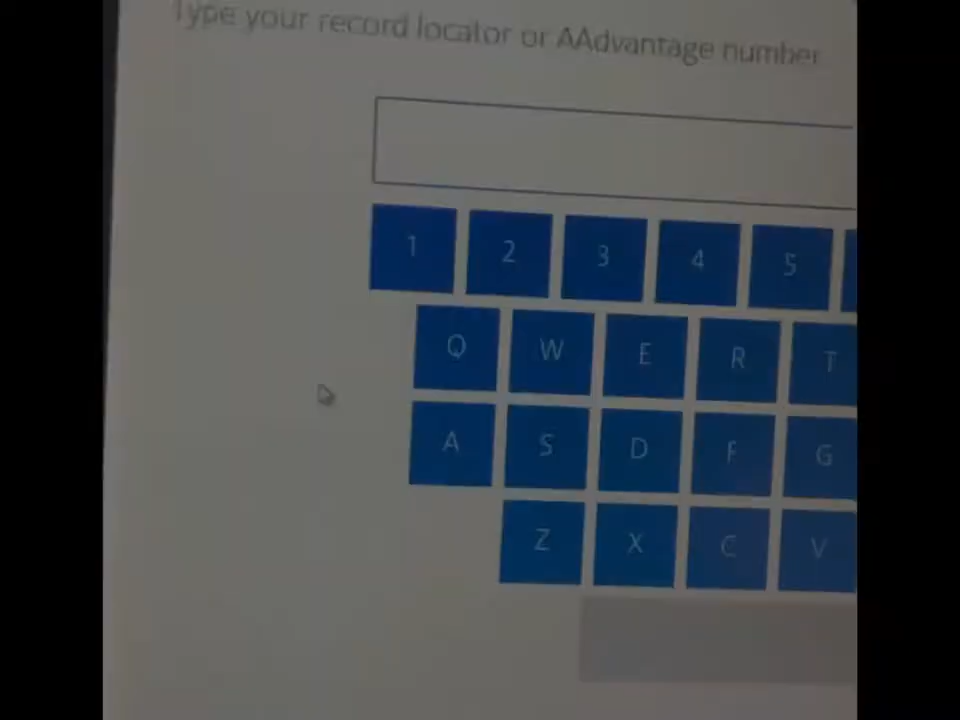 Type your record locator or AAdvantage number
1 2 3 4 5
Q W E R T
A S D F G
Z X C V